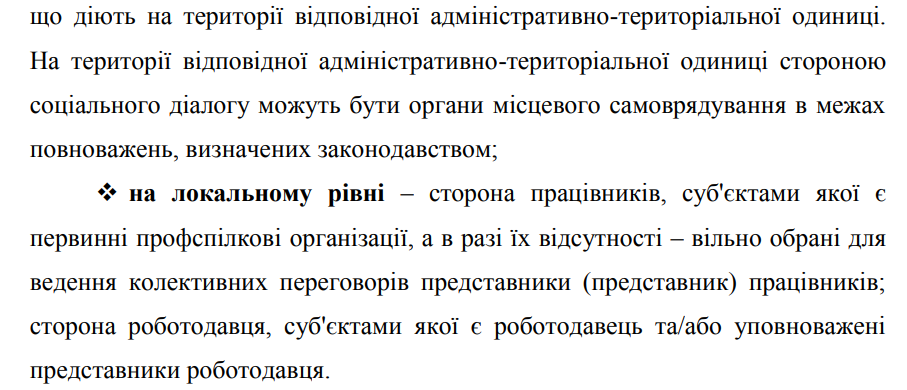 що діють на території відповідної адміністративно-територіальної одиниці.
На території відповідної адміністративно-територіальної одиниці стороною
соціального діалогу можуть бути органи місцевого самоврядування в межах
повноважень, визначених законодавством;
❖ на локальному рівні – сторона працівників, суб'єктами якої є
первинні профспілкові організації, а в разі їх відсутності – вільно обрані для
ведення колективних переговорів представники (представник) працівників;
сторона роботодавця, суб'єктами якої є роботодавець та/або уповноважені
представники роботодавця.